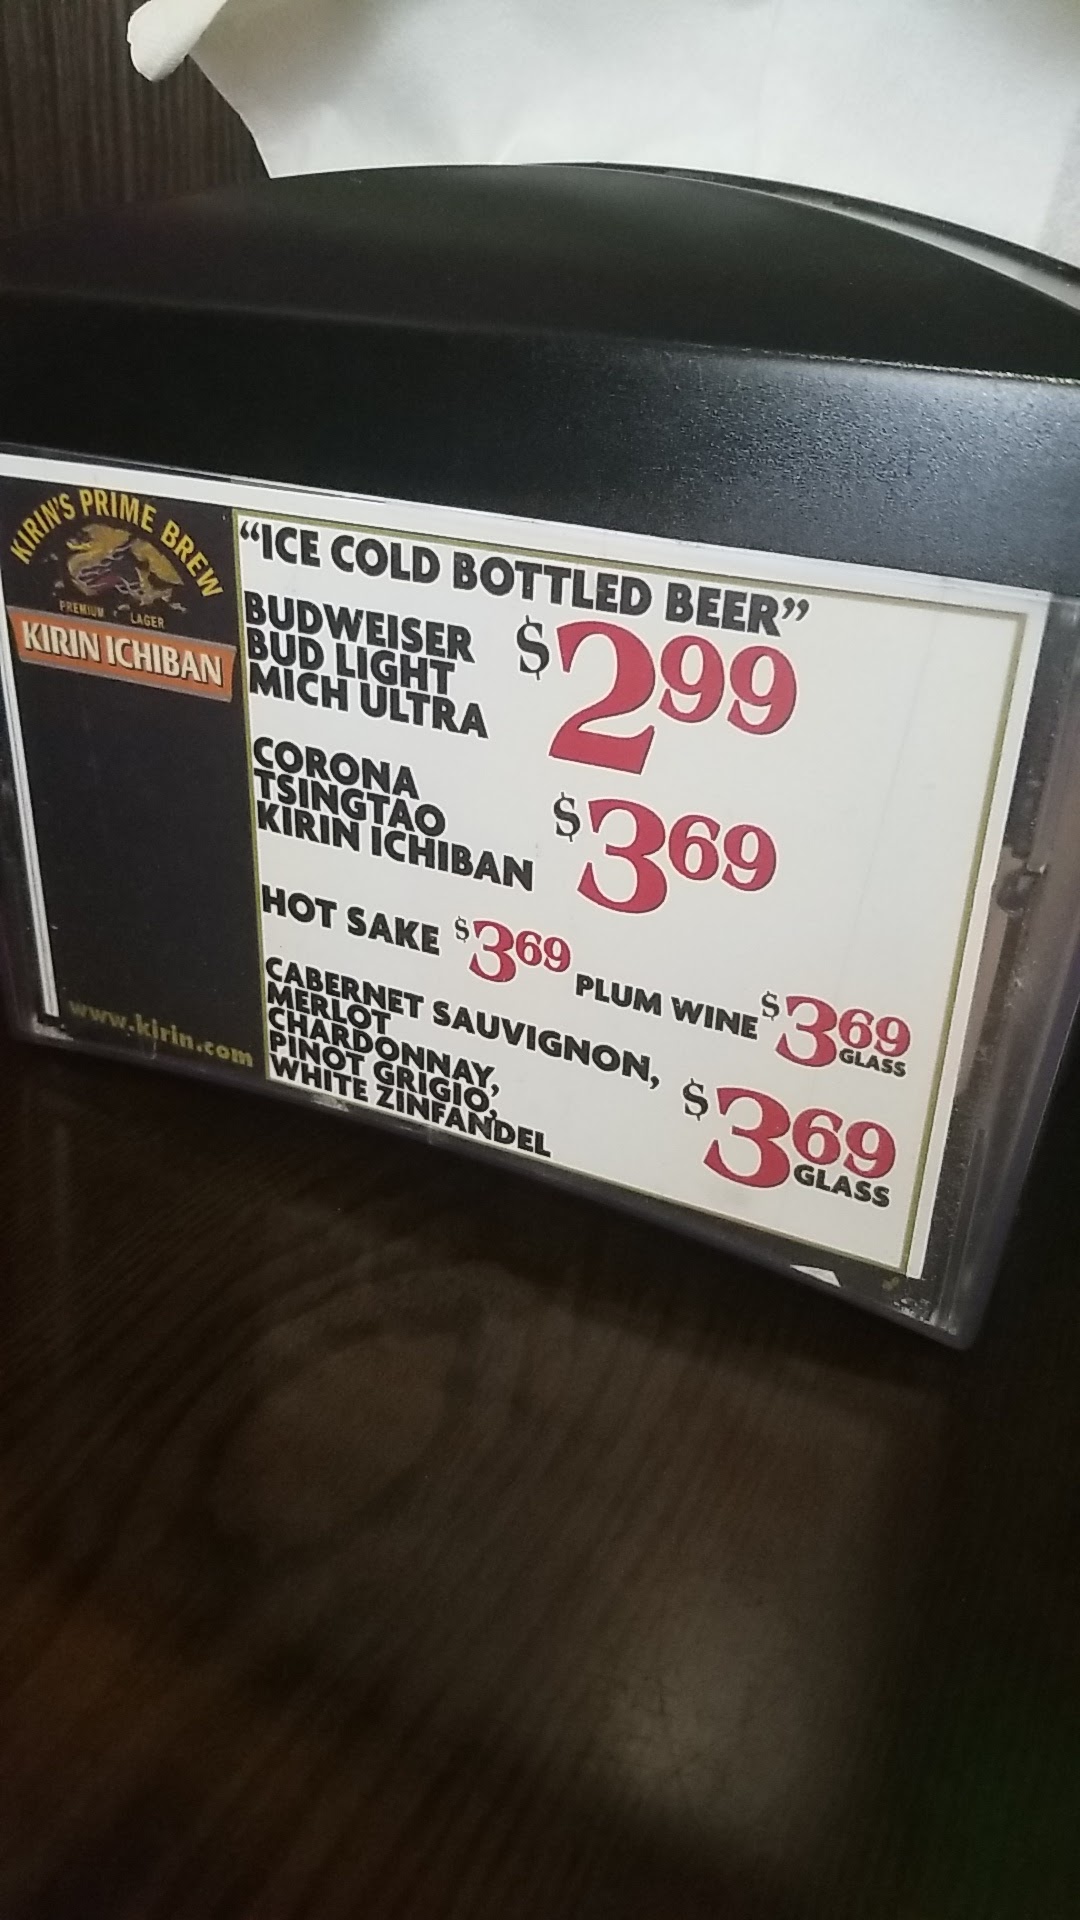 KIRIN'S PRIME BREW
PREMIUM LAGER
KIRIN ICHIBAN
www.kirin.com
“ICE COLD BOTTLED BEER”
BUDWEISER
BUD LIGHT
MICH ULTRA
$2.99
CORONA
TSINGTAO
KIRIN ICHIBAN
$3.69
HOT SAKE $3.69
PLUM WINE $3.69 GLASS
CABERNET SAUVIGNON,
MERLOT
CHARDONNAY,
PINOT GRIGIO,
WHITE ZINFANDEL
$3.69
GLASS